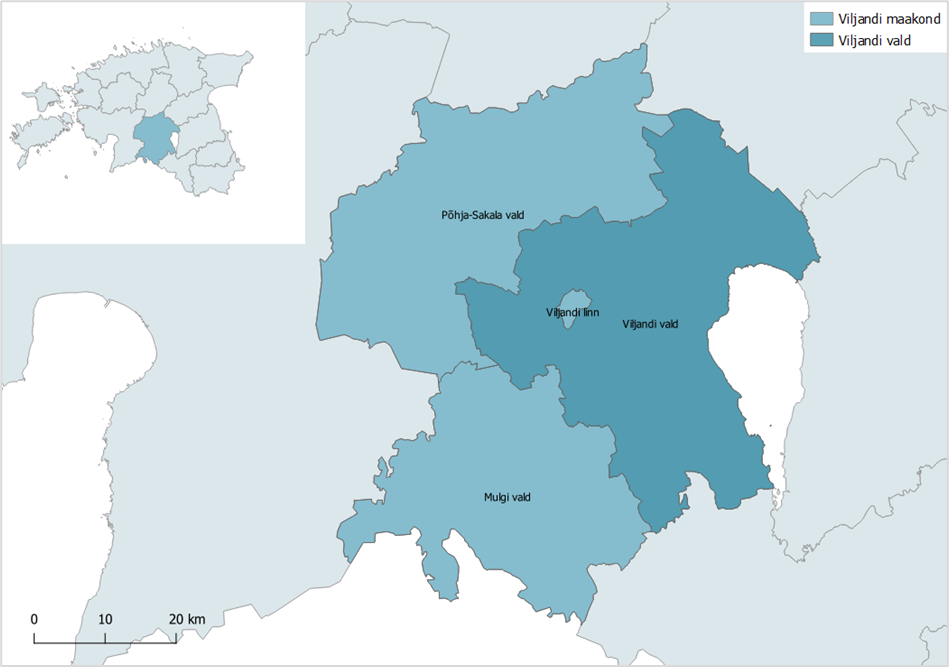 Viljandi maakond
Viljandi vald
Põhja-Sakala vald
Viljandi linn
Viljandi vald
Mulgi vald
0 10 20 km